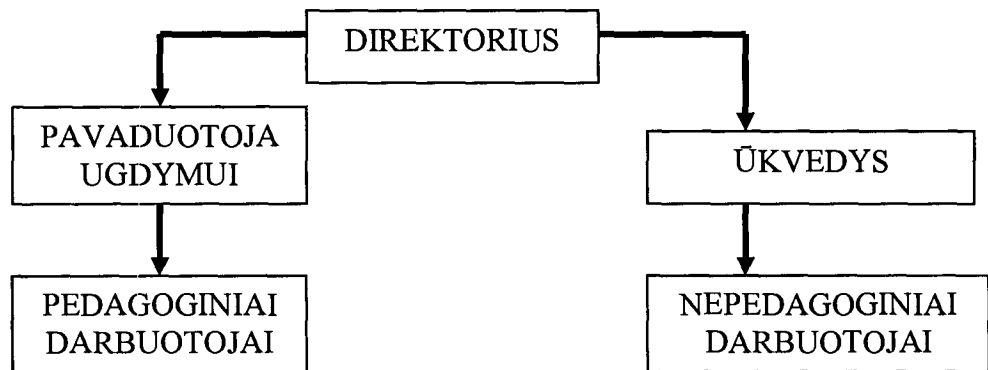 DIREKTORIUS
PAVADUOTOJA
UGDYMUI
ŪKVEDYS
PEDAGOGINIAI
DARBUOTOJAI
NEPEDAGOGINIAI
DARBUOTOJAI